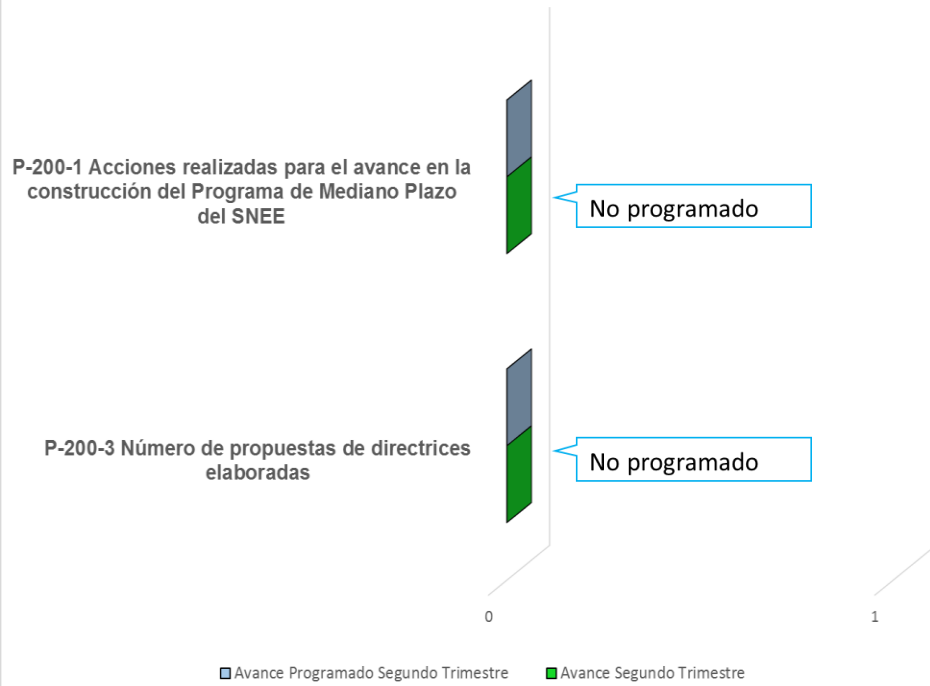 P-200-1 Acciones realizadas para el avance en la
construcción del Programa de Mediano Plazo
del SNEE
No programado
P-200-3 Número de propuestas de directrices
elaboradas
No programado
0
1
Avance Programado Segundo Trimestre
Avance Segundo Trimestre